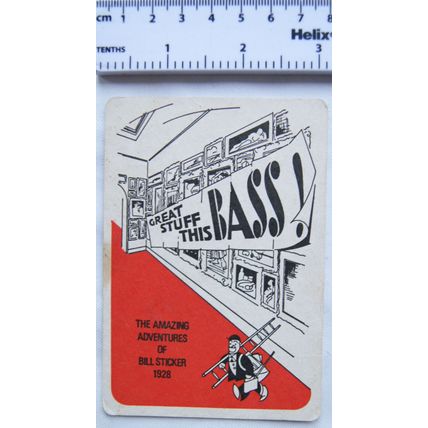 cm 1 2 3 4 5 6 7 8
Helix
TENTHS 1 2 3
GREAT
STUFF
THIS BASS!
THE AMAZING
ADVENTURES
OF
BILL STICKER
1928